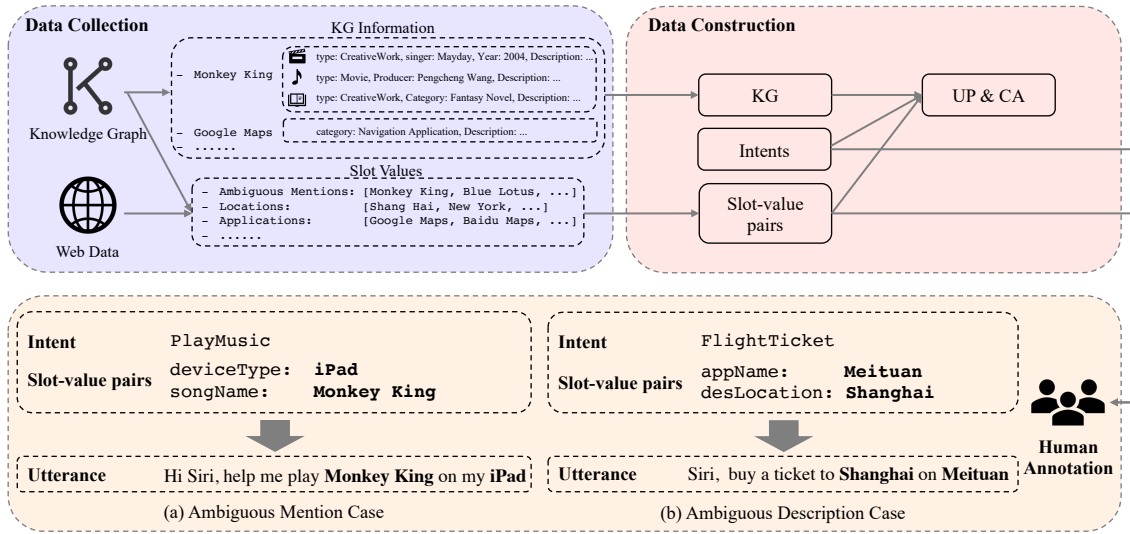 Data Collection
KG Information
Knowledge Graph
– Monkey King
type: CreativeWork, singer: Mayday, Year: 2004, Description: ...
type: Movie, Producer: Pengcheng Wang, Description: ...
type: CreativeWork, Category: Fantasy Novel, Description: ...
– Google Maps
category: Navigation Application, Description: ...
– ......
Slot Values
– Ambiguous Mentions: [Monkey King, Blue Lotus, ...]
– Locations: [Shang Hai, New York, ...]
– Applications: [Google Maps, Baidu Maps, ...]
– ......
Web Data
Data Construction
KG
UP & CA
Intents
Slot-value
pairs
Intent PlayMusic
Slot-value pairs
deviceType: iPad
songName: Monkey King
Utterance Hi Siri, help me play Monkey King on my iPad
(a) Ambiguous Mention Case
Intent FlightTicket
Slot-value pairs
appName: Meituan
desLocation: Shanghai
Utterance Siri, buy a ticket to Shanghai on Meituan
(b) Ambiguous Description Case
Human
Annotation